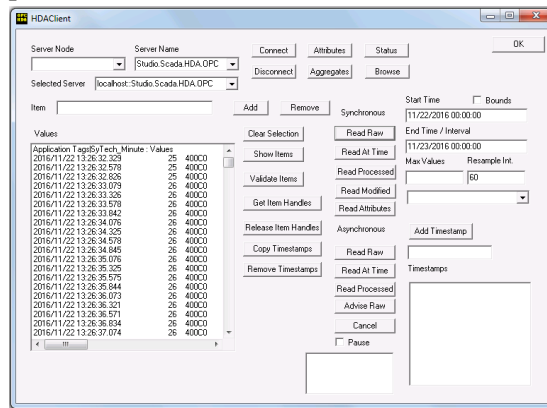 OPC
HDA
HDAClient
OK
Server Node
Server Name
Studio.Scada.HDA.OPC
Connect
Attributes
Status
Disconnect
Aggregates
Browse
Selected Server
localhost::Studio.Scada.HDA.OPC
Item
Add
Remove
Synchronous
Start Time
Bounds
11/22/2016 00:00:00
End Time / Interval
11/23/2016 00:00:00
Max Values
Resample Int.
60
Values
Clear Selection
Show Items
Validate Items
Get Item Handles
Release Item Handles
Copy Timestamps
Remove Timestamps
Read Raw
Read At Time
Read Processed
Read Modified
Read Attributes
Asynchronous
Read Raw
Read At Time
Read Processed
Advise Raw
Cancel
Pause
Add Timestamp
Timestamps
Application Tags\SyTech_Minute : Values
2016/11/22 13:26:32.329 25 400C0
2016/11/22 13:26:32.578 25 400C0
2016/11/22 13:26:32.826 25 400C0
2016/11/22 13:26:33.079 26 400C0
2016/11/22 13:26:33.326 26 400C0
2016/11/22 13:26:33.578 26 400C0
2016/11/22 13:26:33.842 26 400C0
2016/11/22 13:26:34.076 26 400C0
2016/11/22 13:26:34.325 26 400C0
2016/11/22 13:26:34.578 26 400C0
2016/11/22 13:26:34.845 26 400C0
2016/11/22 13:26:35.076 26 400C0
2016/11/22 13:26:35.325 26 400C0
2016/11/22 13:26:35.575 26 400C0
2016/11/22 13:26:35.844 26 400C0
2016/11/22 13:26:36.073 26 400C0
2016/11/22 13:26:36.321 26 400C0
2016/11/22 13:26:36.571 26 400C0
2016/11/22 13:26:36.834 26 400C0
2016/11/22 13:26:37.074 26 400C0